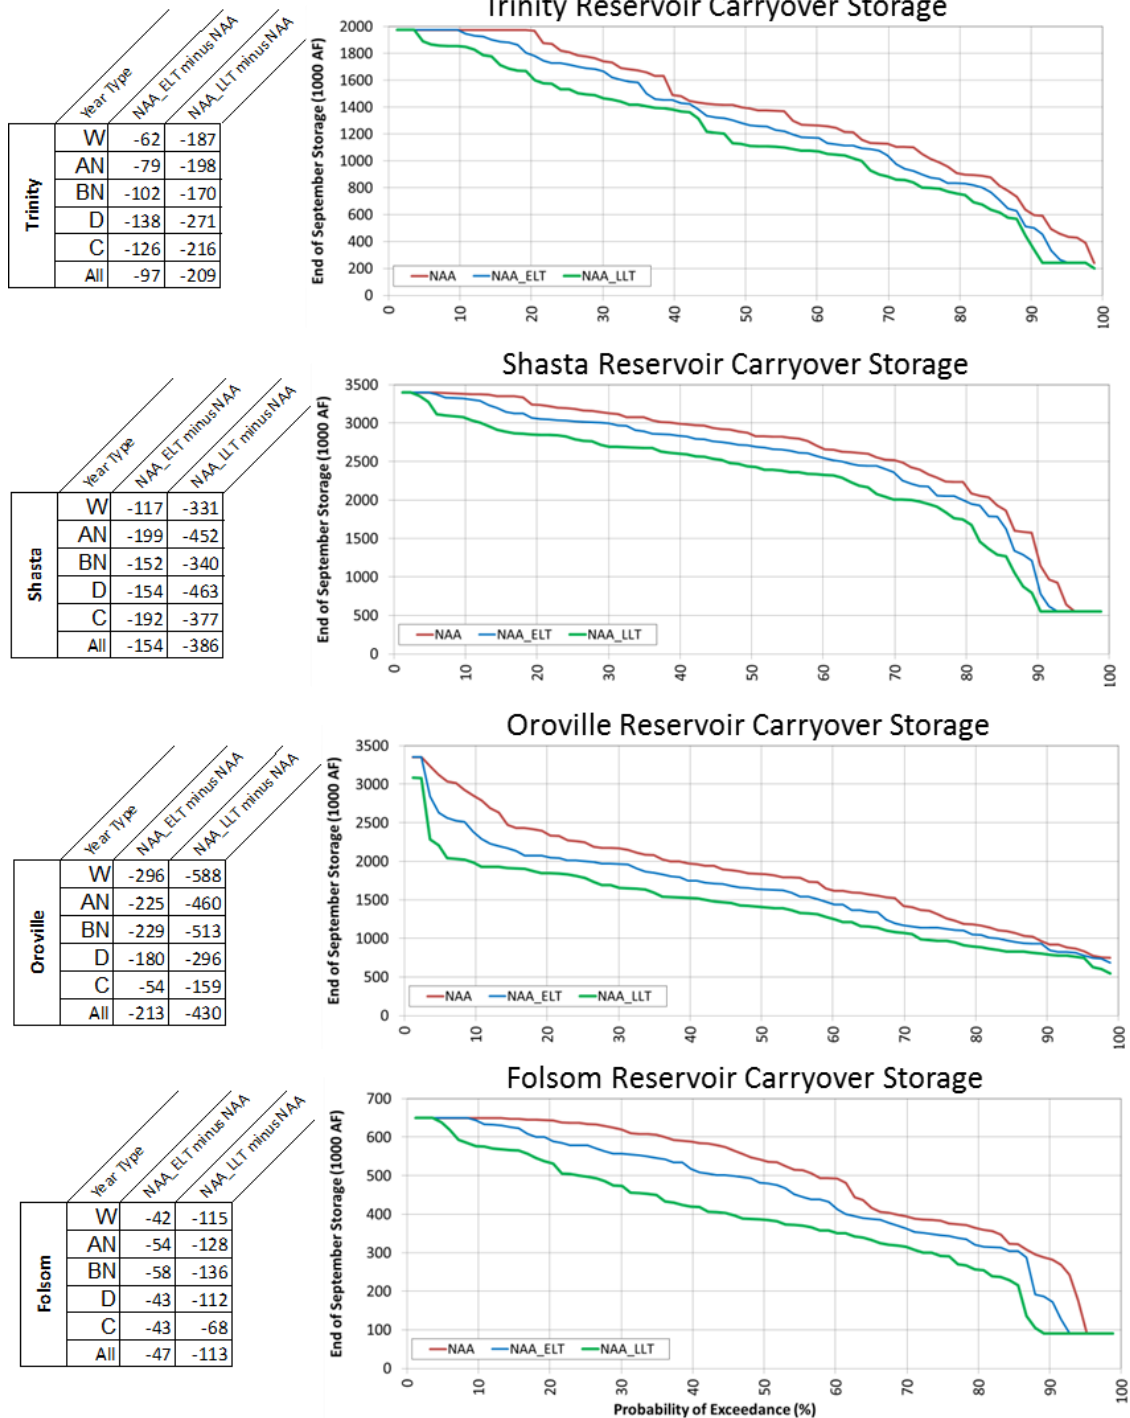 Trinity Reservoir Carryover Storage
Year Type NAA_ELT minus NAA NAA_LLT minus NAA
Trinity
W -62 -187
AN -79 -198
BN -102 -170
D -138 -271
C -126 -216
All -97 -209
End of September Storage (1000 AF)
2000
1800
1600
1400
1200
1000
800
600
400
200
0
NAA NAA_ELT NAA_LLT
0 10 20 30 40 50 60 70 80 90 100
Shasta Reservoir Carryover Storage
Year Type NAA_ELT minus NAA NAA_LLT minus NAA
Shasta
W -117 -331
AN -199 -452
BN -152 -340
D -154 -463
C -192 -377
All -154 -386
End of September Storage (1000 AF)
3500
3000
2500
2000
1500
1000
500
0
NAA NAA_ELT NAA_LLT
0 10 20 30 40 50 60 70 80 90 100
Oroville Reservoir Carryover Storage
Year Type NAA_ELT minus NAA NAA_LLT minus NAA
Oroville
W -296 -588
AN -225 -460
BN -229 -513
D -180 -296
C -54 -159
All -213 -430
End of September Storage (1000 AF)
3500
3000
2500
2000
1500
1000
500
0
NAA NAA_ELT NAA_LLT
0 10 20 30 40 50 60 70 80 90 100
Folsom Reservoir Carryover Storage
Year Type NAA_ELT minus NAA NAA_LLT minus NAA
Folsom
W -42 -115
AN -54 -128
BN -58 -136
D -43 -112
C -43 -68
All -47 -113
End of September Storage (1000 AF)
700
600
500
400
300
200
100
0
NAA NAA_ELT NAA_LLT
0 10 20 30 40 50 60 70 80 90 100
Probability of Exceedance (%)